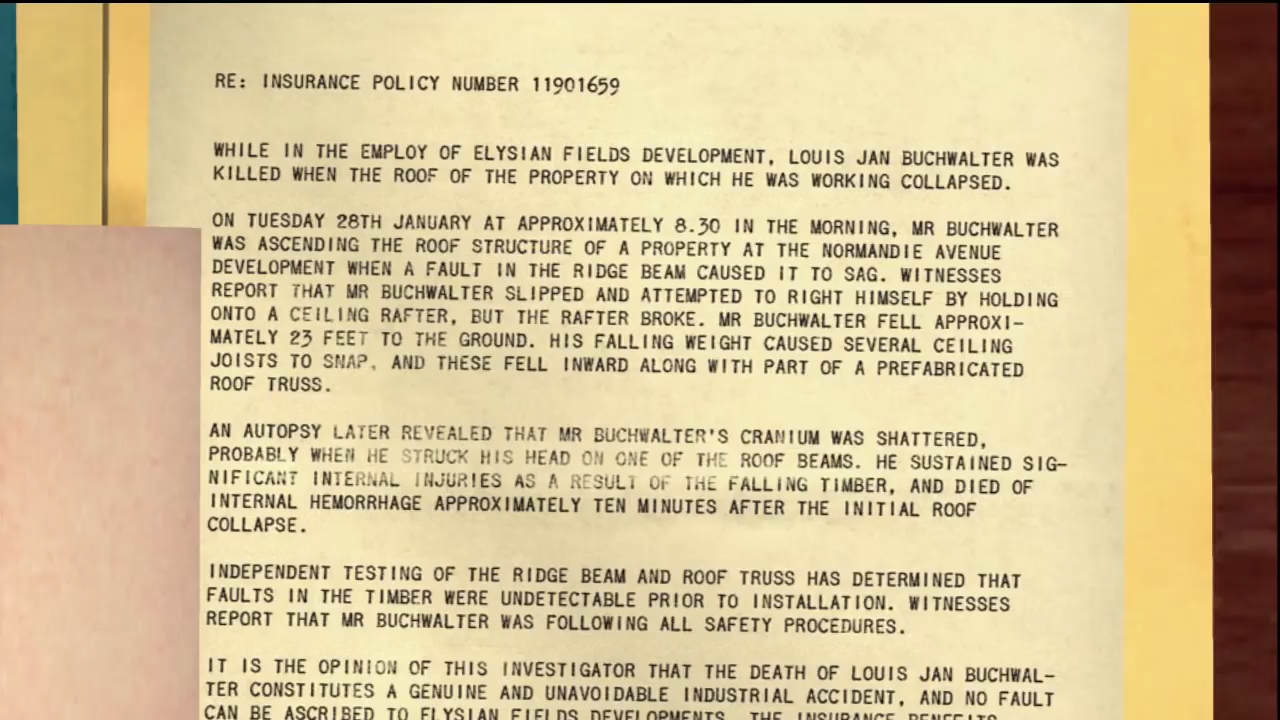 RE: INSURANCE POLICY NUMBER 11901659
WHILE IN THE EMPLOY OF ELYSIAN FIELDS DEVELOPMENT, LOUIS JAN BUCHWALTER WAS
KILLED WHEN THE ROOF OF THE PROPERTY ON WHICH HE WAS WORKING COLLAPSED.
ON TUESDAY 28TH JANUARY AT APPROXIMATELY 8.30 IN THE MORNING, MR BUCHWALTER
WAS ASCENDING THE ROOF STRUCTURE OF A PROPERTY AT THE NORMANDIE AVENUE
DEVELOPMENT WHEN A FAULT IN THE RIDGE BEAM CAUSED IT TO SAG. WITNESSES
REPORT THAT MR BUCHWALTER SLIPPED AND ATTEMPTED TO RIGHT HIMSELF BY HOLDING
ONTO A CEILING RAFTER, BUT THE RAFTER BROKE. MR BUCHWALTER FELL APPROXI-
MATELY 23 FEET TO THE GROUND. HIS FALLING WEIGHT CAUSED SEVERAL CEILING
JOISTS TO SNAP, AND THESE FELL INWARD ALONG WITH PART OF A PREFABRICATED
ROOF TRUSS.
AN AUTOPSY LATER REVEALED THAT MR BUCHWALTER'S CRANIUM WAS SHATTERED,
PROBABLY WHEN HE STRUCK HIS HEAD ON ONE OF THE ROOF BEAMS. HE SUSTAINED SIG-
NIFICANT INTERNAL INJURIES AS A RESULT OF THE FALLING TIMBER, AND DIED OF
INTERNAL HEMORRHAGE APPROXIMATELY TEN MINUTES AFTER THE INITIAL ROOF
COLLAPSE.
INDEPENDENT TESTING OF THE RIDGE BEAM AND ROOF TRUSS HAS DETERMINED THAT
FAULTS IN THE TIMBER WERE UNDETECTABLE PRIOR TO INSTALLATION. WITNESSES
REPORT THAT MR BUCHWALTER WAS FOLLOWING ALL SAFETY PROCEDURES.
IT IS THE OPINION OF THIS INVESTIGATOR THAT THE DEATH OF LOUIS JAN BUCHWAL-
TER CONSTITUTES A GENUINE AND UNAVOIDABLE INDUSTRIAL ACCIDENT, AND NO FAULT
CAN BE ASCRIBED TO ELYSIAN FIELDS DEVELOPMENTS. THE INSURANCE BENEFITS